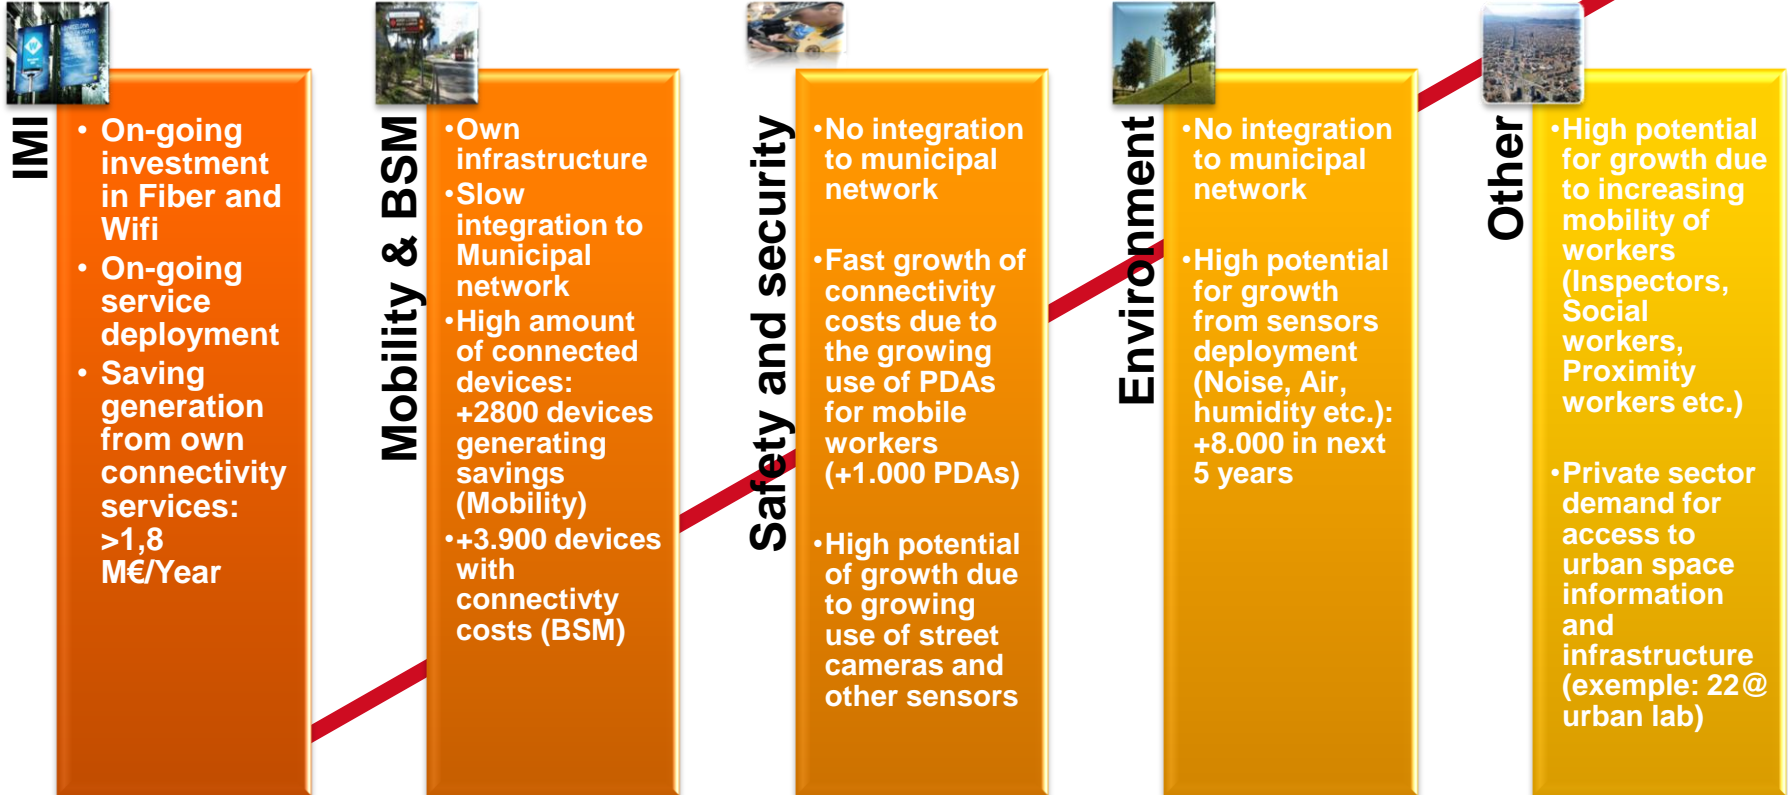 IMI
• On-going
investment
in Fiber and
Wifi
• On-going
service
deployment
• Saving
generation
from own
connectivity
services:
>1,8
M€/Year
Mobility & BSM
•Own
infrastructure
•Slow
integration to
Municipal
network
•High amount
of connected
devices:
+2800 devices
generating
savings
(Mobility)
•+3.900 devices
with
connectivty
costs (BSM)
Safety and security
•No integration
to municipal
network
•Fast growth of
connectivity
costs due to
the growing
use of PDAs
for mobile
workers
(+1.000 PDAs)
•High potential
of growth due
to growing
use of street
cameras and
other sensors
Environment
•No integration
to municipal
network
•High potential
for growth
from sensors
deployment
(Noise, Air,
humidity etc.):
+8.000 in next
5 years
Other
•High potential
for growth due
to increasing
mobility of
workers
(Inspectors,
Social
workers,
Proximity
workers etc.)
•Private sector
demand for
access to
urban space
information
and
infrastructure
(exemple: 22@
urban lab)